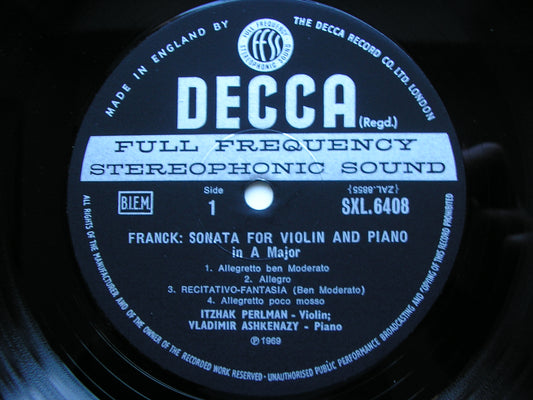 MADE IN ENGLAND BY
THE DECCA RECORD CO. LTD. LONDON
FULL FREQUENCY
ffss
STEREOPHONIC SOUND
DECCA
(Regd.)
FULL FREQUENCY
STEREOPHONIC SOUND
Side
(ZAL.8855)
B.I.E.M.
1
SXL.6408
FRANCK: SONATA FOR VIOLIN AND PIANO
in A Major
1. Allegretto ben Moderato
2. Allegro
3. RECITATIVO-FANTASIA (Ben Moderato)
4. Allegretto poco mosso
ITZHAK PERLMAN - Violin;
VLADIMIR ASHKENAZY - Piano
℗1969
ALL RIGHTS OF THE MANUFACTURER AND OF THE OWNER OF THE RECORDED WORK RESERVED · UNAUTHORISED PUBLIC PERFORMANCE BROADCASTING AND COPYING OF THIS RECORD PROHIBITED